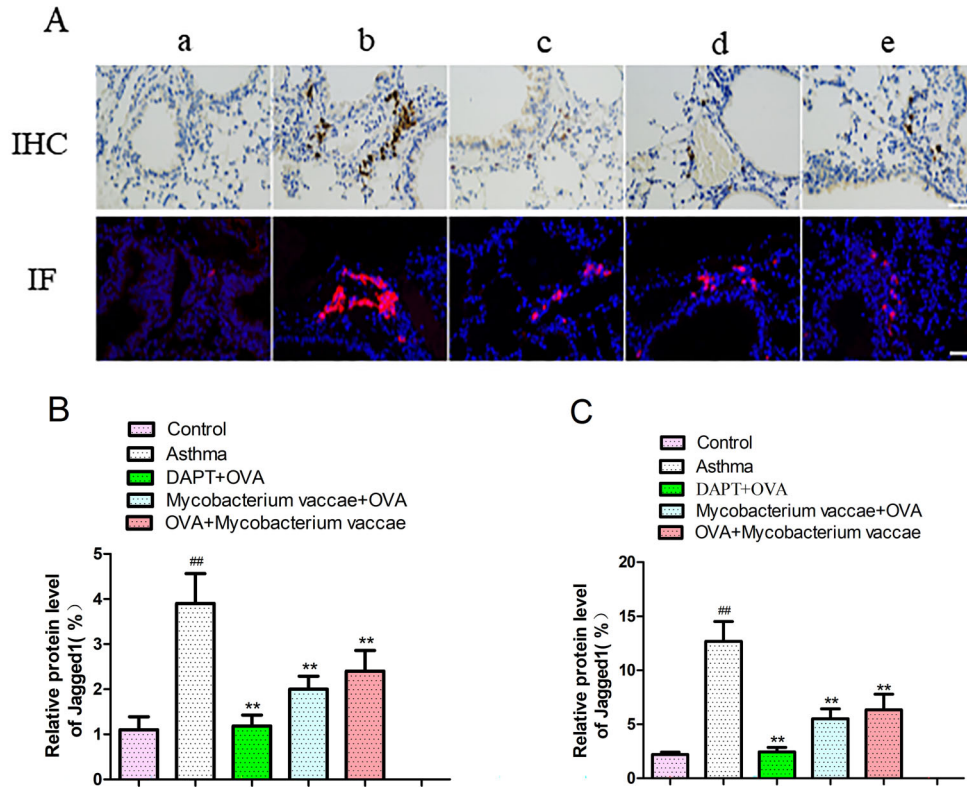 A
a b c d e
IHC
IF
B
Control
Asthma
DAPT+OVA
Mycobacterium vaccae+OVA
OVA+Mycobacterium vaccae
Relative protein level
of Jagged1( %）
5
4
3
2
1
0
##
**
**
**
C
Control
Asthma
DAPT+OVA
Mycobacterium vaccae+OVA
OVA+Mycobacterium vaccae
Relative protein level
of Jagged1( %）
20
15
10
5
0
##
**
**
**